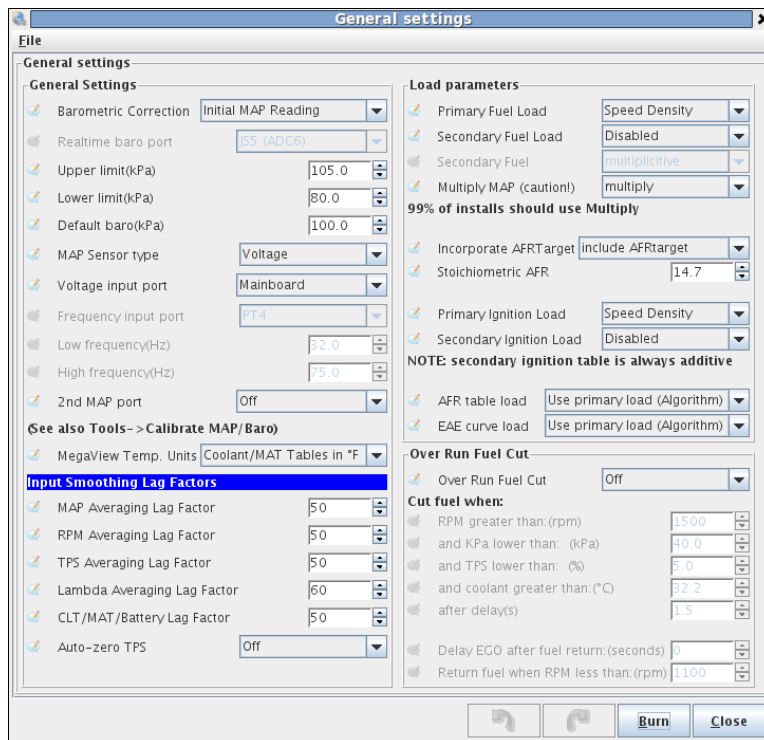 General settings
File
General settings
General Settings
Barometric Correction Initial MAP Reading
Realtime baro port JS5 (ADC6)
Upper limit(kPa) 105.0
Lower limit(kPa) 80.0
Default baro(kPa) 100.0
MAP Sensor type Voltage
Voltage input port Mainboard
Frequency input port PT4
Low frequency(Hz) 32.0
High frequency(Hz) 75.0
2nd MAP port Off
(See also Tools->Calibrate MAP/Baro)
MegaView Temp. Units Coolant/MAT Tables in °F
Input Smoothing Lag Factors
MAP Averaging Lag Factor 50
RPM Averaging Lag Factor 50
TPS Averaging Lag Factor 50
Lambda Averaging Lag Factor 60
CLT/MAT/Battery Lag Factor 50
Auto-zero TPS Off
Load parameters
Primary Fuel Load Speed Density
Secondary Fuel Load Disabled
Secondary Fuel multiplicitive
Multiply MAP (caution!) multiply
99% of installs should use Multiply
Incorporate AFRTarget include AFRtarget
Stoichiometric AFR 14.7
Primary Ignition Load Speed Density
Secondary Ignition Load Disabled
NOTE: secondary ignition table is always additive
AFR table load Use primary load (Algorithm)
EAE curve load Use primary load (Algorithm)
Over Run Fuel Cut
Over Run Fuel Cut Off
Cut fuel when:
RPM greater than:(rpm) 1500
and KPa lower than: (kPa) 40.0
and TPS lower than: (%) 5.0
and coolant greater than:(°C) 32.2
after delay(s) 1.5
Delay EGO after fuel return:(seconds) 0
Return fuel when RPM less than:(rpm) 1100
Burn
Close